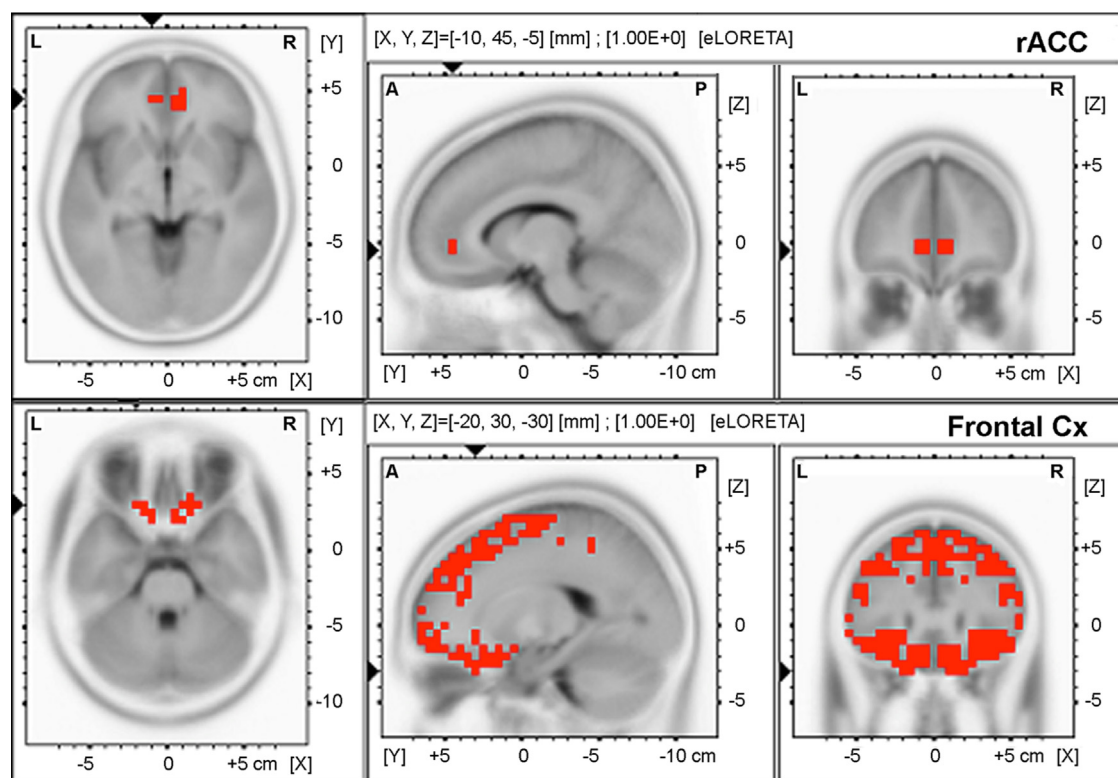 [X, Y, Z]=[-10, 45, -5] [mm] ; [1.00E+0] [eLORETA] rACC
L R [Y]
+5
0
-5
-10
-5 0 +5 cm [X]
A P [Z]
+5
0
-5
[Y] +5 0 -5 -10 cm
L R [Z]
+5
0
-5
-5 0 +5 cm [X]
[X, Y, Z]=[-20, 30, -30] [mm] ; [1.00E+0] [eLORETA] Frontal Cx
L R [Y]
+5
0
-5
-10
-5 0 +5 cm [X]
A P [Z]
+5
0
-5
[Y] +5 0 -5 -10 cm
L R [Z]
+5
0
-5
-5 0 +5 cm [X]